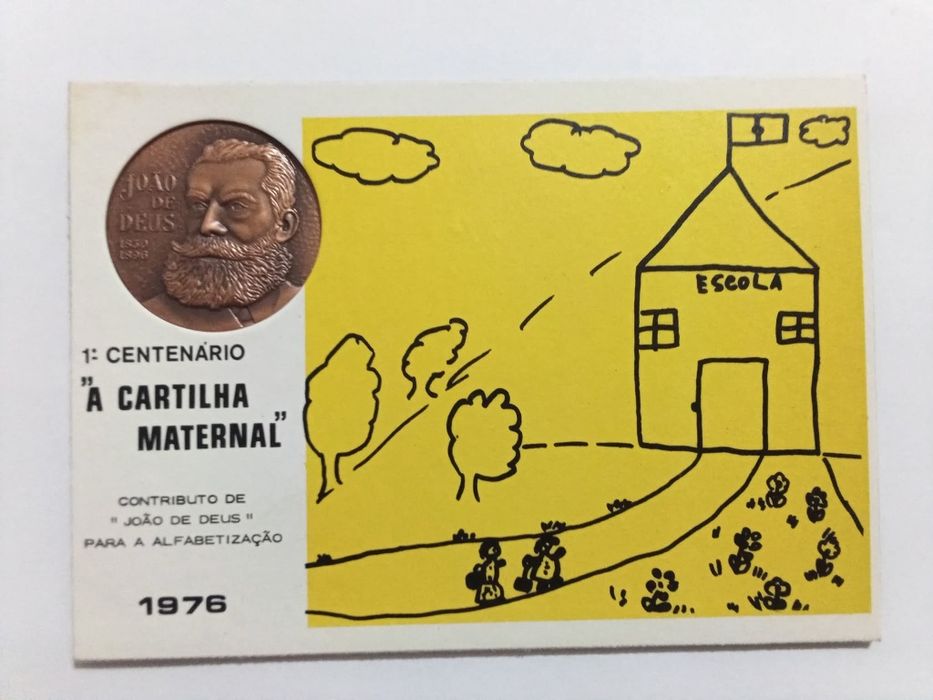 JOÃO
DE
DEUS
1830
1896
1º CENTENÁRIO
"A CARTILHA
MATERNAL"
CONTRIBUTO DE
" JOÃO DE DEUS "
PARA A ALFABETIZAÇÃO
1976
ESCOLA